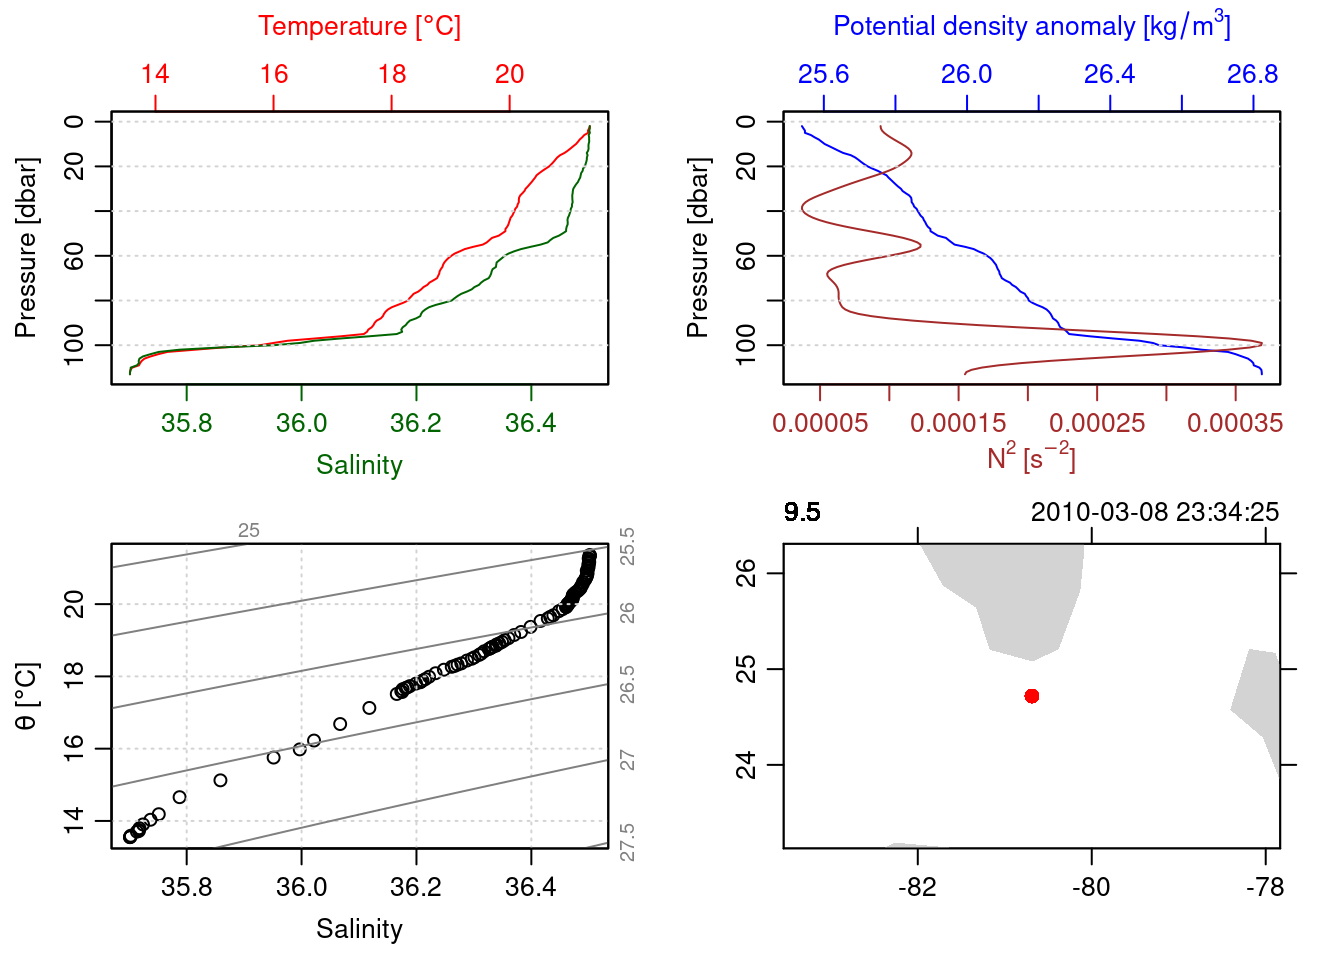 Temperature [°C]
14 16 18 20
Pressure [dbar]
0
20
60
100
35.8 36.0 36.2 36.4
Salinity
Potential density anomaly [kg/m³]
25.6 26.0 26.4 26.8
Pressure [dbar]
0
20
60
100
0.00005 0.00015 0.00025 0.00035
N² [s⁻²]
25
25.5
26
26.5
27
27.5
θ [°C]
20
18
16
14
35.8 36.0 36.2 36.4
Salinity
9.5 2010-03-08 23:34:25
26
25
24
-82 -80 -78